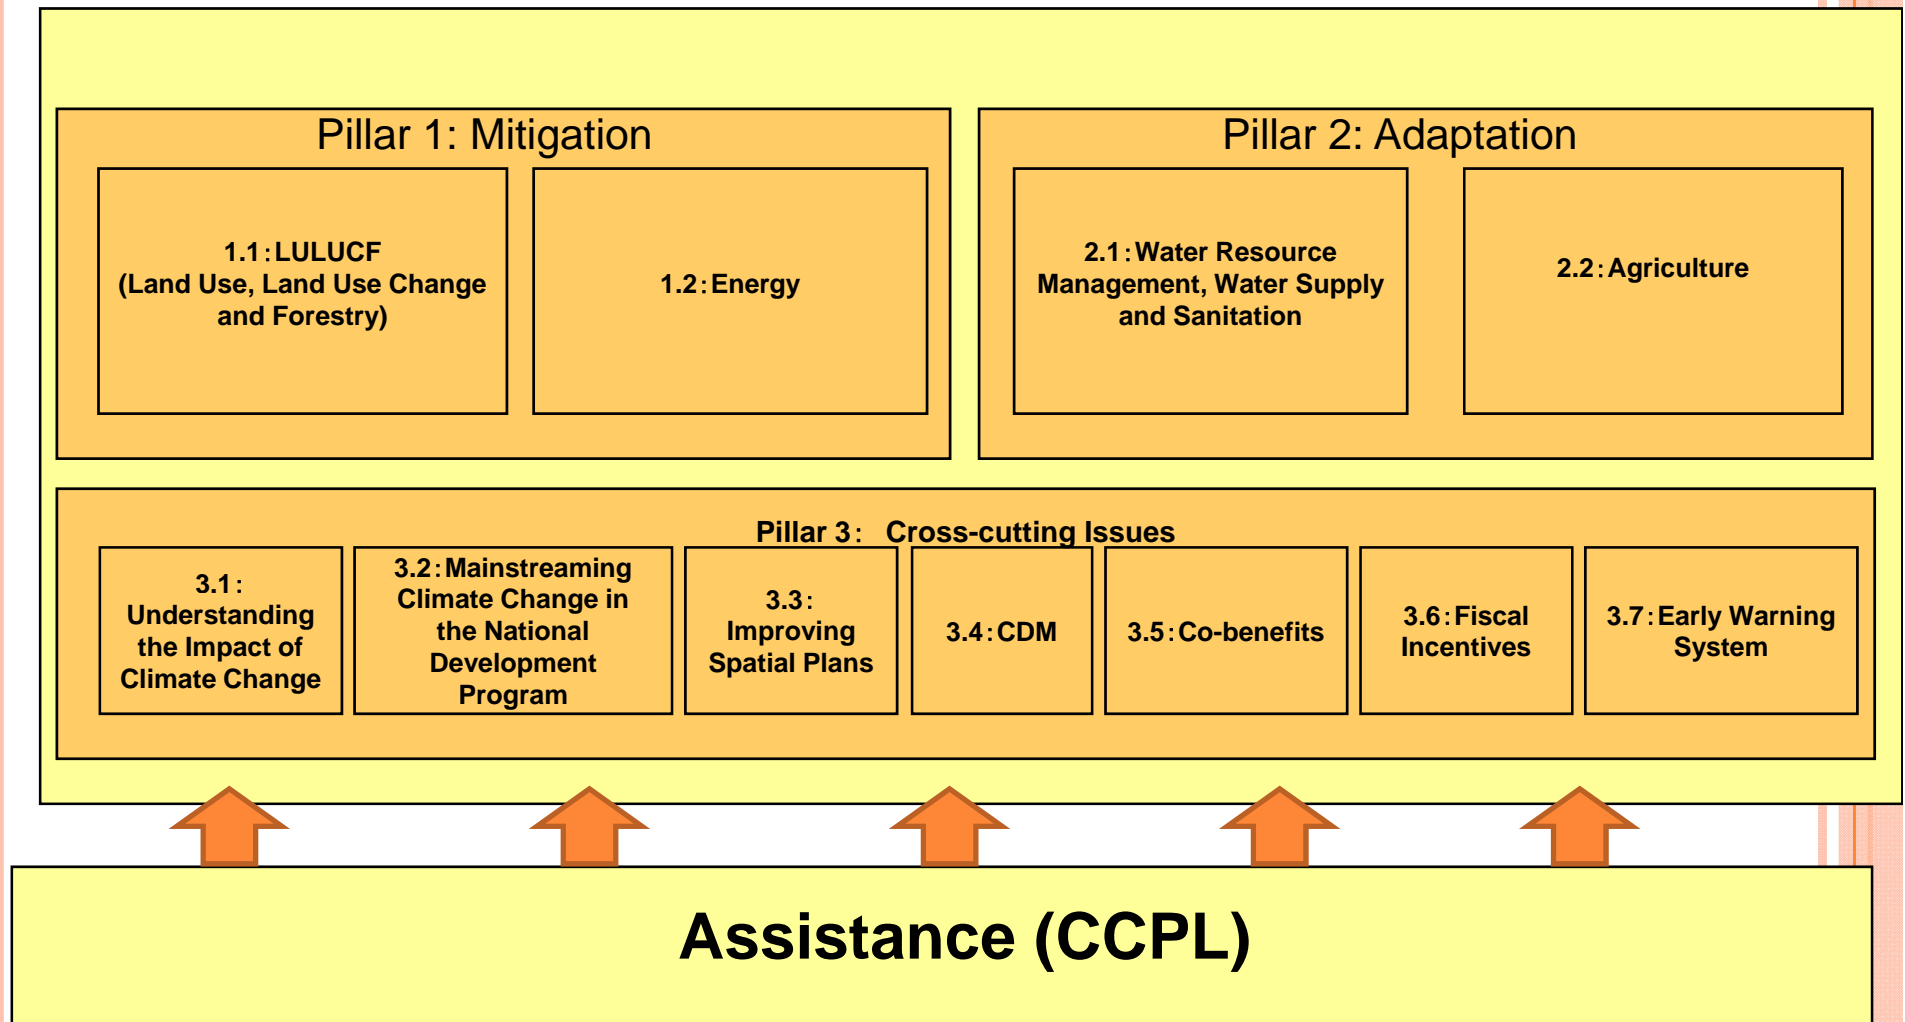 Pillar 1: Mitigation
1.1:LULUCF
(Land Use, Land Use Change
and Forestry)
1.2:Energy
Pillar 2: Adaptation
2.1:Water Resource
Management, Water Supply
and Sanitation
2.2:Agriculture
Pillar 3: Cross-cutting Issues
3.1:
Understanding
the Impact of
Climate Change
3.2:Mainstreaming
Climate Change in
the National
Development
Program
3.3:
Improving
Spatial Plans
3.4:CDM
3.5:Co-benefits
3.6:Fiscal
Incentives
3.7:Early Warning
System
Assistance (CCPL)